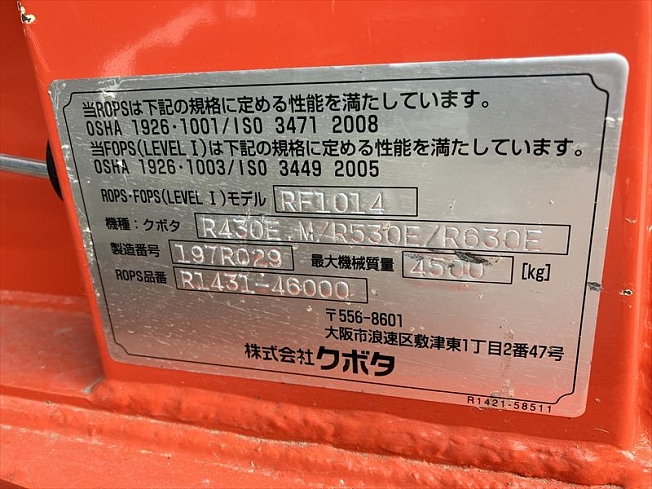 当ROPSは下記の規格に定める性能を満たしています。
OSHA 1926・1001/ISO 3471 2008
当FOPS(LEVEL I)は下記の規格に定める性能を満たしています。
OSHA 1926・1003/ISO 3449 2005
ROPS・FOPS(LEVEL I)モデル RF1014
機種：クボタ R430E,M/R530E/R630E
製造番号 197R029 最大機械質量 4500 [kg]
ROPS品番 R1431-46000
〒556-8601
大阪市浪速区敷津東1丁目2番47号
株式会社クボタ
R1421-58511